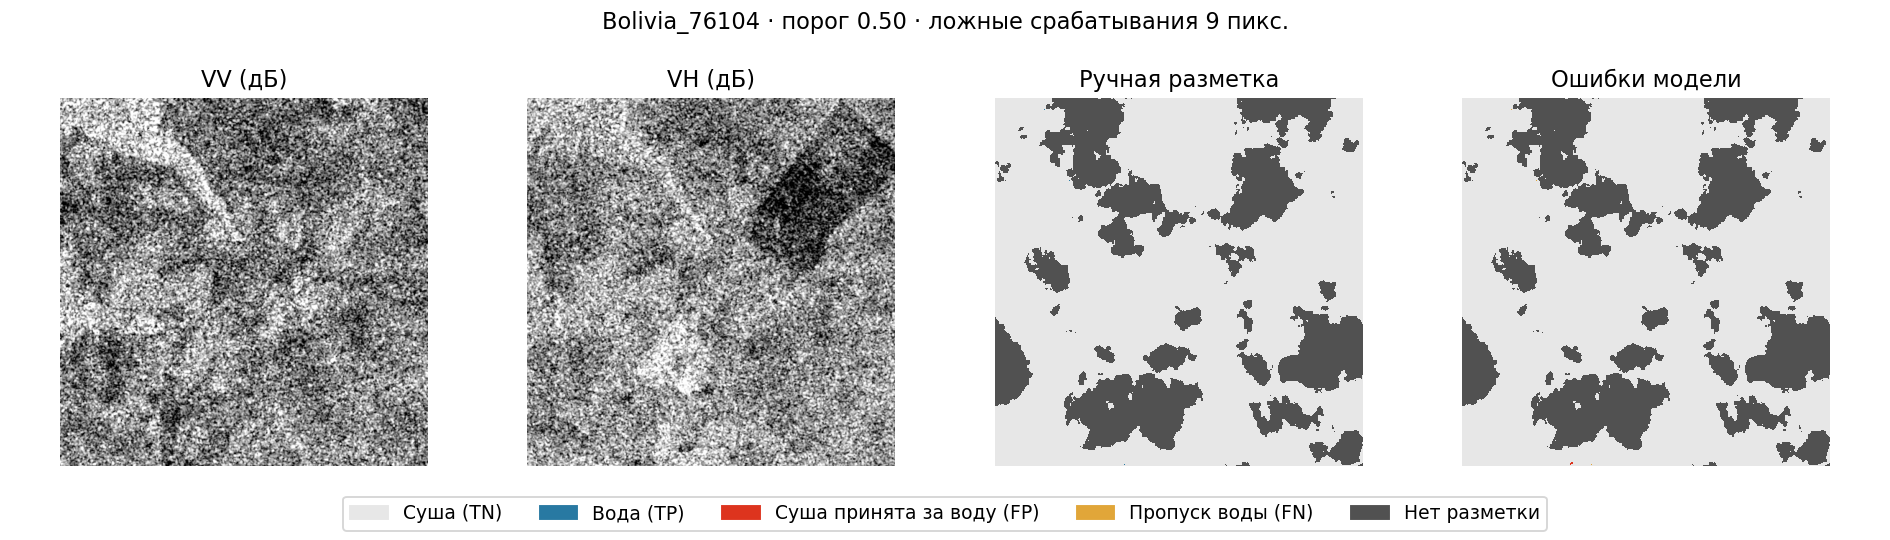 Bolivia_76104 · порог 0.50 · ложные срабатывания 9 пикс.
VV (дБ)
VH (дБ)
Ручная разметка
Ошибки модели
Суша (TN)
Вода (TP)
Суша принята за воду (FP)
Пропуск воды (FN)
Нет разметки